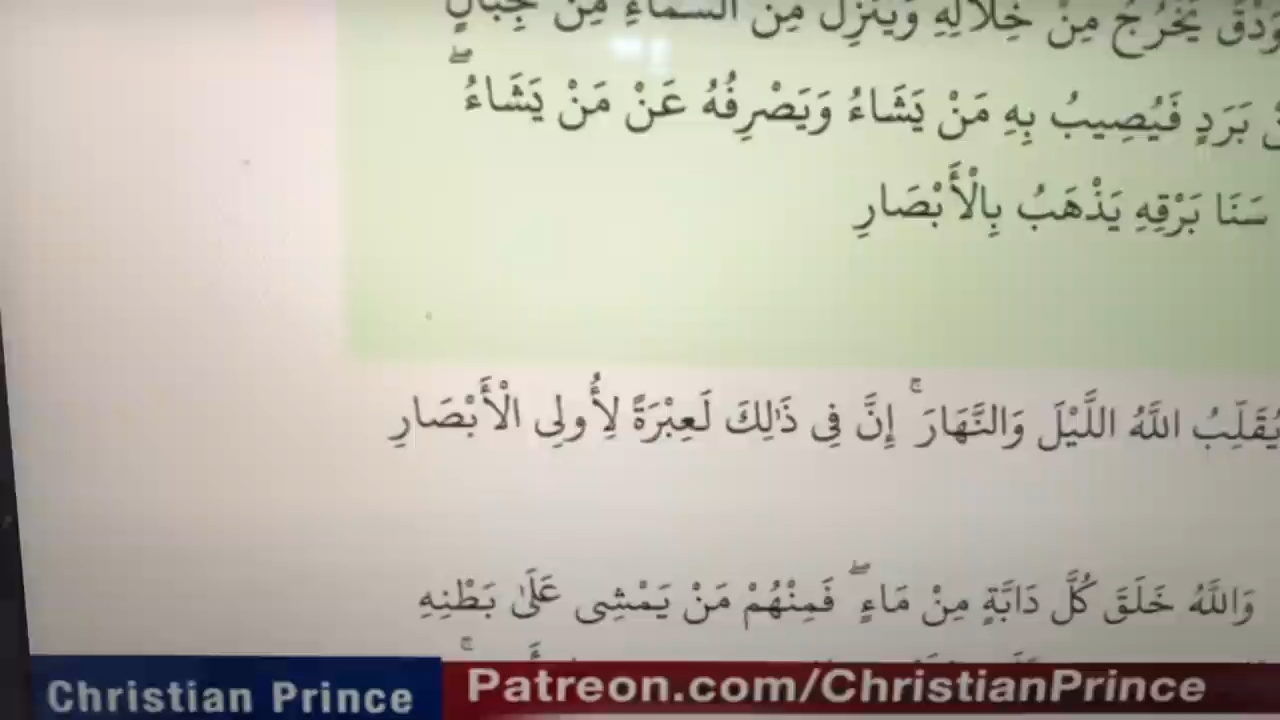 يَخْرُجُ مِنْ خِلَالِهِ وَيُنَزِّلُ مِنَ السَّمَاءِ مِنْ جِبَالٍ
بَرَدٍ فَيُصِيبُ بِهِ مَنْ يَشَاءُ وَيَصْرِفُهُ عَنْ مَنْ يَشَاءُ ۖ
سَنَا بَرْقِهِ يَذْهَبُ بِالْأَبْصَارِ
يُقَلِّبُ اللَّهُ اللَّيْلَ وَالنَّهَارَ ۚ إِنَّ فِي ذَٰلِكَ لَعِبْرَةً لِأُولِي الْأَبْصَارِ
وَاللَّهُ خَلَقَ كُلَّ دَابَّةٍ مِنْ مَاءٍ ۖ فَمِنْهُمْ مَنْ يَمْشِي عَلَىٰ بَطْنِهِ
Christian Prince
Patreon.com/ChristianPrince